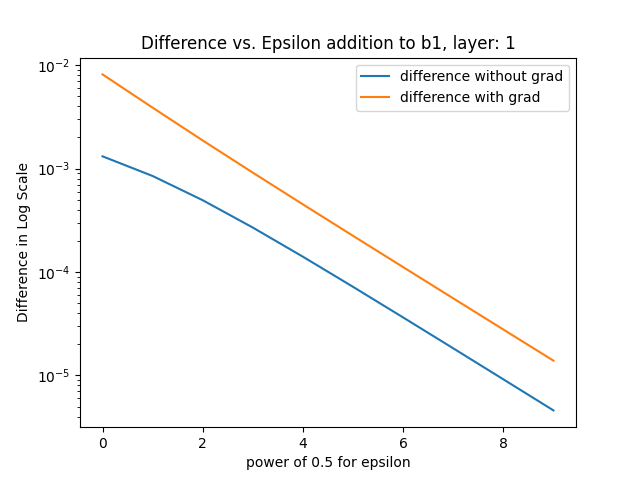 Difference vs. Epsilon addition to b1, layer: 1
difference without grad
difference with grad
Difference in Log Scale
10⁻²
10⁻³
10⁻⁴
10⁻⁵
0 2 4 6 8
power of 0.5 for epsilon